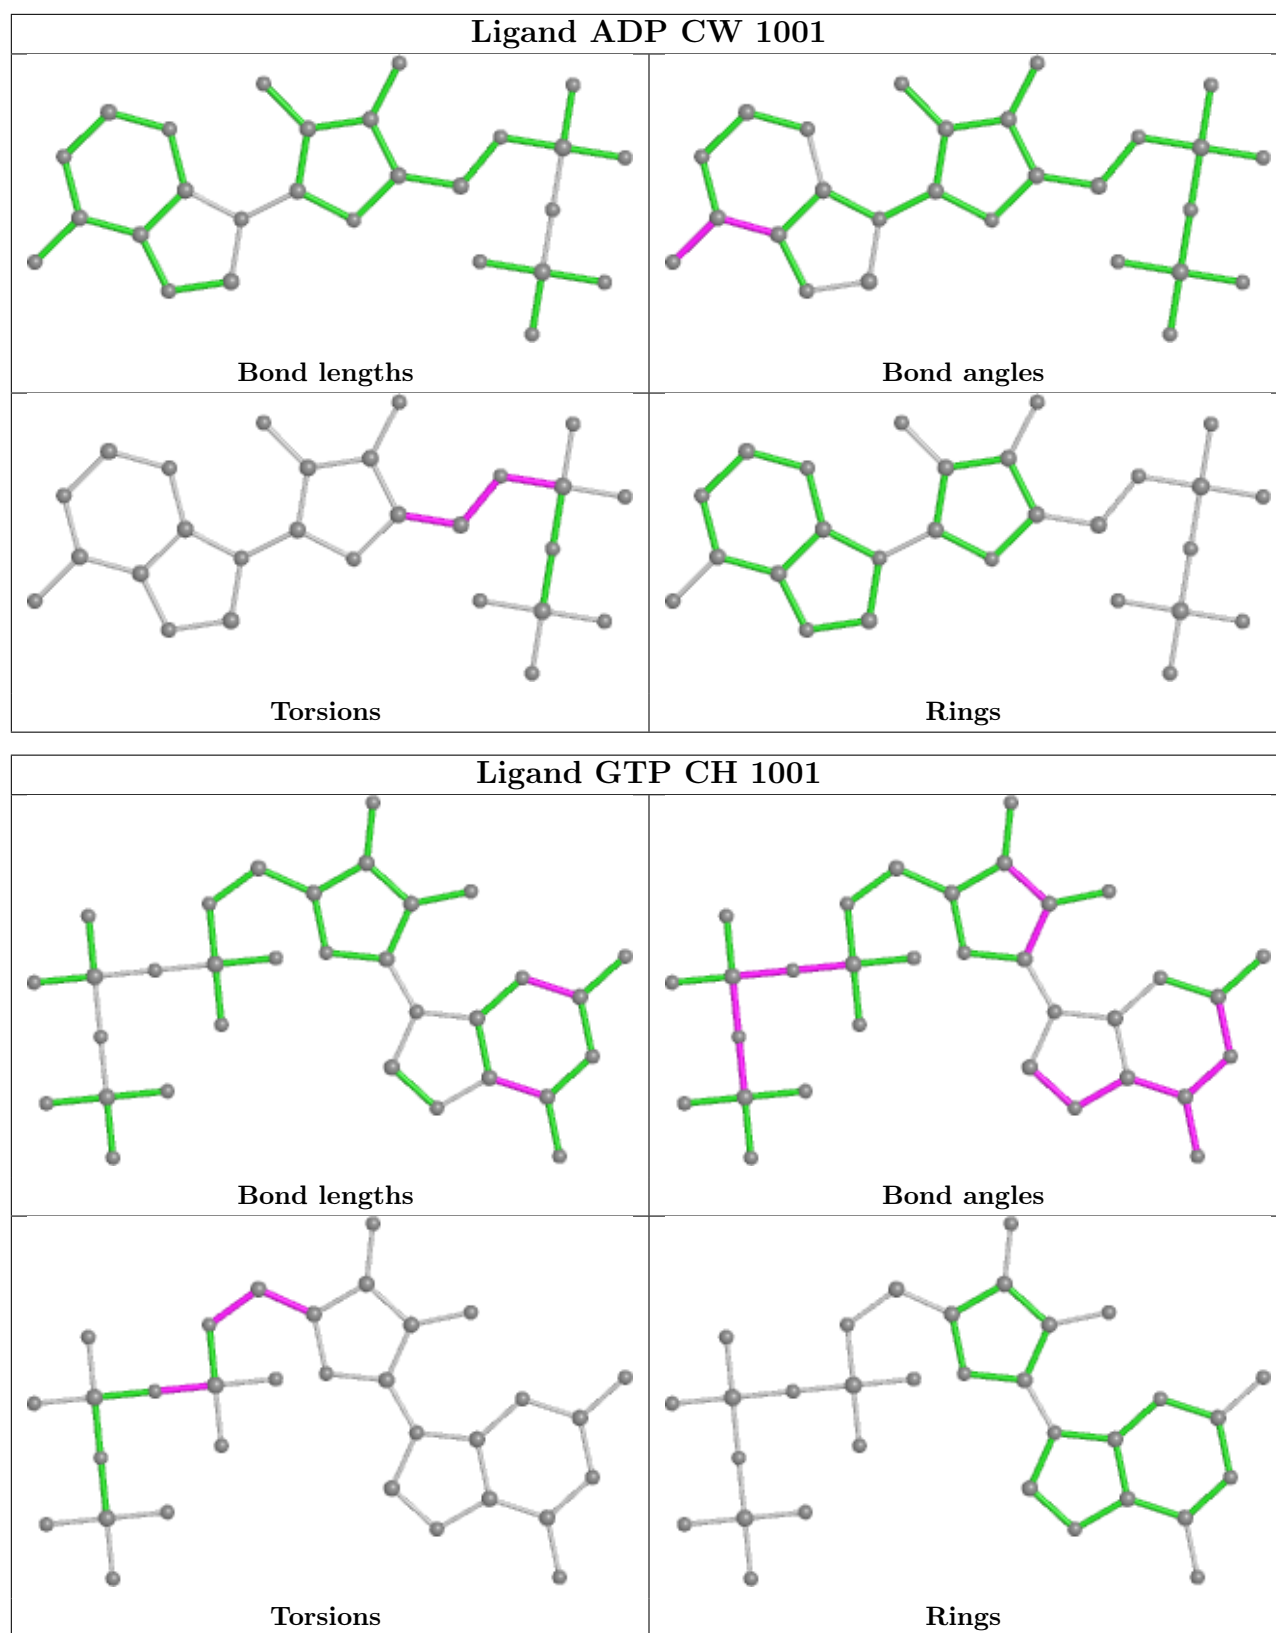 Ligand ADP CW 1001
Bond lengths
Bond angles
Torsions
Rings
Ligand GTP CH 1001
Bond lengths
Bond angles
Torsions
Rings